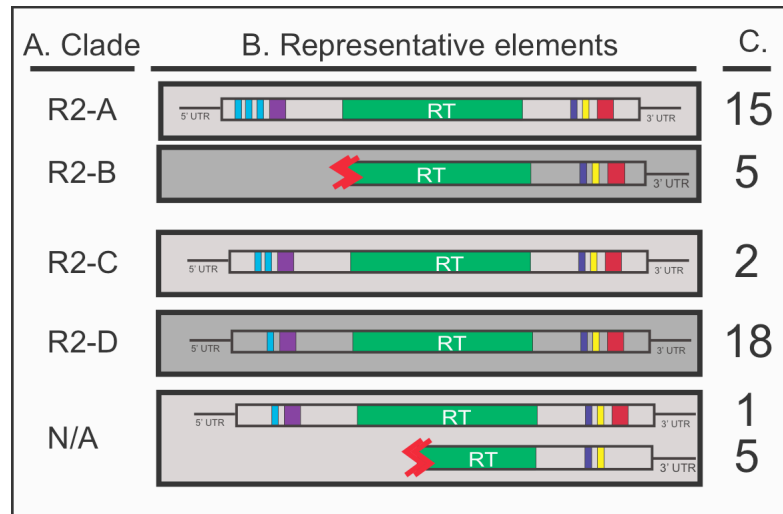 A. Clade B. Representative elements C.
R2-A 5' UTR RT 3' UTR 15
R2-B RT 3' UTR 5
R2-C 5' UTR RT 3' UTR 2
R2-D 5' UTR RT 3' UTR 18
N/A 5' UTR RT 3' UTR 1
RT 3' UTR 5